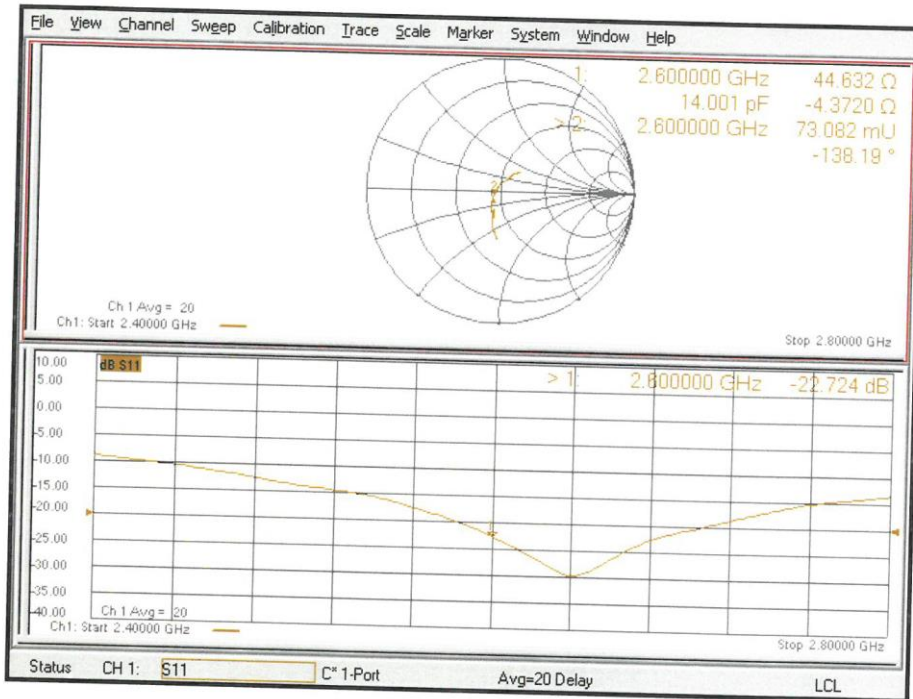 File View Channel Sweep Calibration Trace Scale Marker System Window Help
1: 2.600000 GHz 44.632 Ω
14.001 pF -4.3720 Ω
> 2: 2.600000 GHz 73.082 mU
-138.19 °
2
Ch 1 Avg = 20
Ch1: Start 2.40000 GHz
Stop 2.80000 GHz
10.00
dB S11
> 1: 2.600000 GHz -22.724 dB
5.00
0.00
-5.00
-10.00
-15.00
-20.00
-25.00
-30.00
-35.00
-40.00
Ch 1 Avg = 20
Ch1: Start 2.40000 GHz
Stop 2.80000 GHz
Status CH 1: S11 C* 1-Port Avg=20 Delay LCL